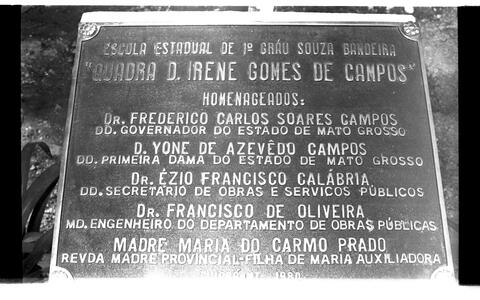 ESCOLA ESTADUAL DE 1º GRÁU SOUZA BANDEIRA
"QUADRA D. IRENE GOMES DE CAMPOS"
HOMENAGEADOS:
DR. FREDERICO CARLOS SOARES CAMPOS
DD. GOVERNADOR DO ESTADO DE MATO GROSSO
D. YONE DE AZEVÊDO CAMPOS
DD. PRIMEIRA DAMA DO ESTADO DE MATO GROSSO
DR. ÉZIO FRANCISCO CALÁBRIA
DD. SECRETÁRIO DE OBRAS E SERVIÇOS PÚBLICOS
DR. FRANCISCO DE OLIVEIRA
MD. ENGENHEIRO DO DEPARTAMENTO DE OBRAS PÚBLICAS
MADRE MARIA DO CARMO PRADO
REVDA MADRE PROVINCIAL-FILHA DE MARIA AUXILIADORA
1980